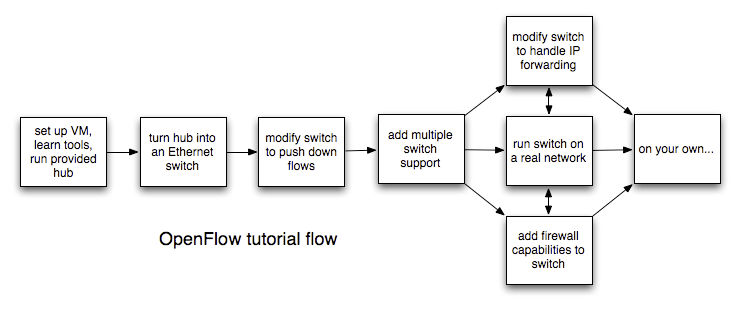 set up VM,
learn tools,
run provided
hub
turn hub into
an Ethernet
switch
modify switch
to push down
flows
add multiple
switch
support
modify switch
to handle IP
forwarding
run switch on
a real network
add firewall
capabilities to
switch
on your own...
OpenFlow tutorial flow